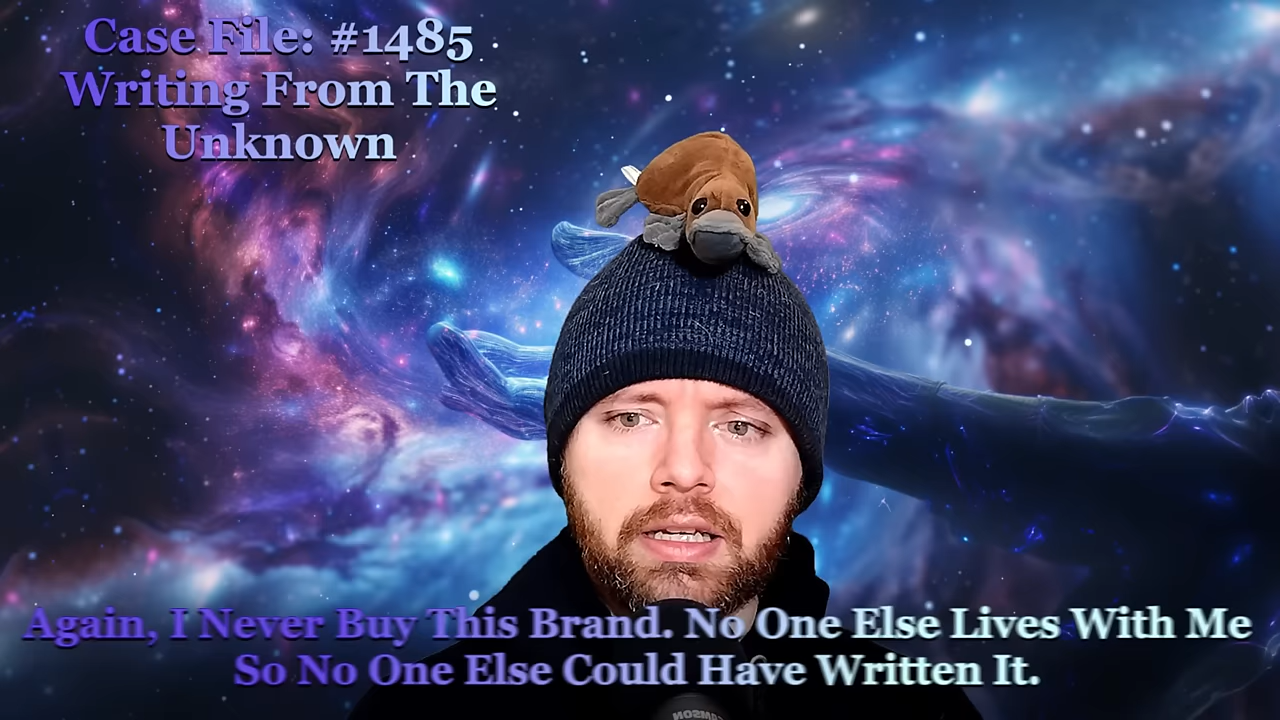 Case File: #1485
Writing From The
Unknown
Again, I Never Buy This Brand. No One Else Lives With Me
So No One Else Could Have Written It.